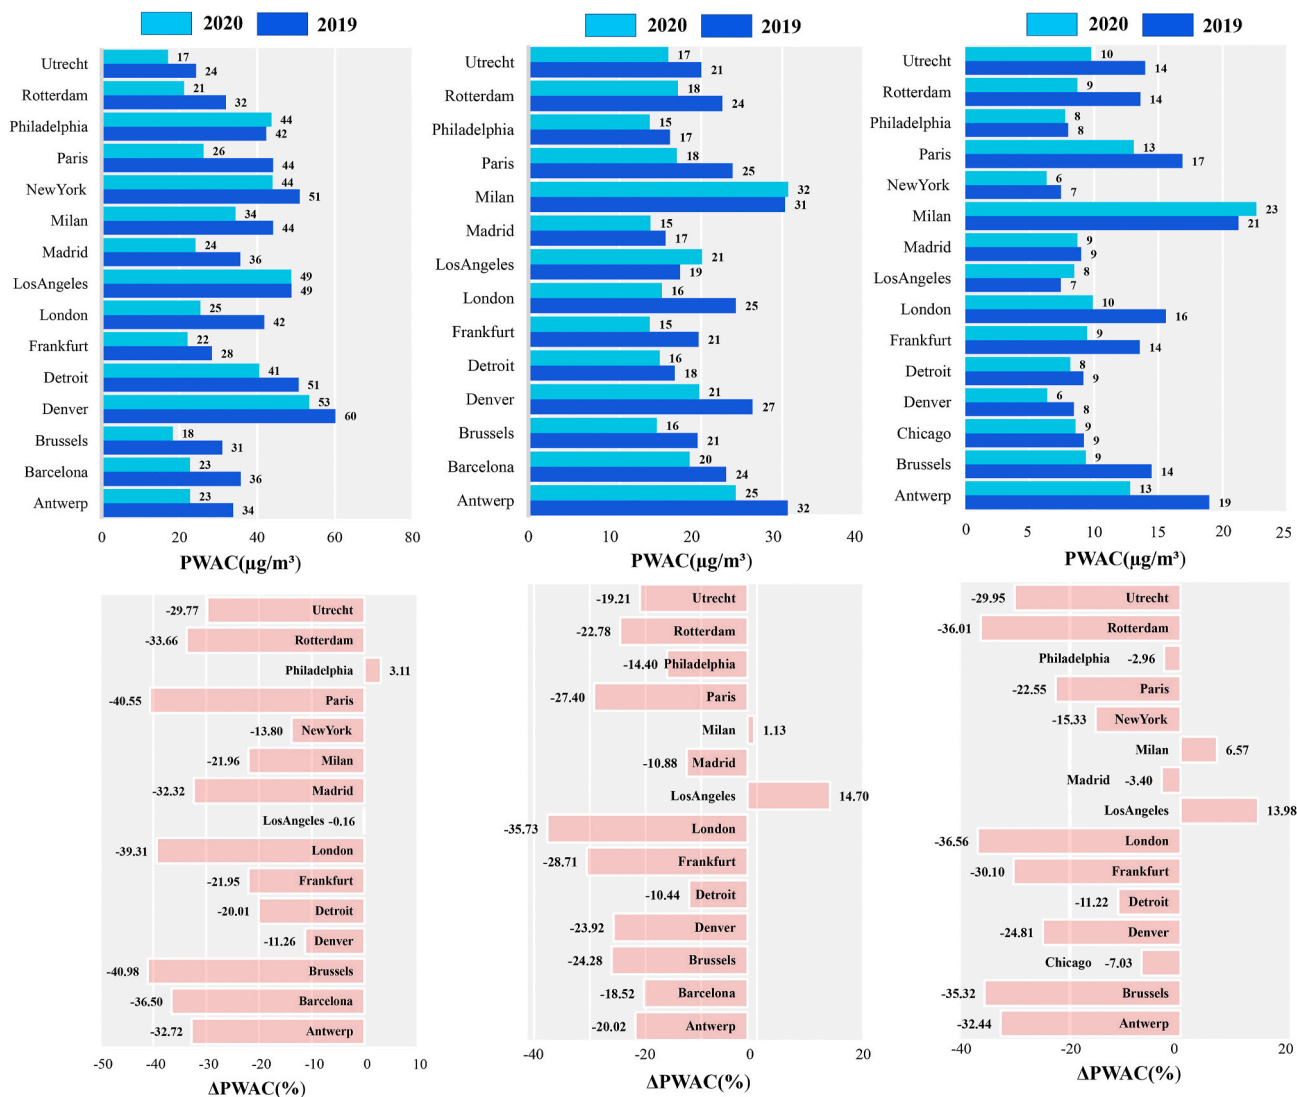 2020 2019
Utrecht 17 24
Rotterdam 21 32
Philadelphia 44 42
Paris 26 44
NewYork 44 51
Milan 34 44
Madrid 24 36
LosAngeles 49 49
London 25 42
Frankfurt 22 28
Detroit 41 51
Denver 53 60
Brussels 18 31
Barcelona 23 36
Antwerp 23 34
0 20 40 60 80
PWAC(μg/m³)
2020 2019
Utrecht 17 21
Rotterdam 18 24
Philadelphia 15 17
Paris 18 25
Milan 32 31
Madrid 15 17
LosAngeles 21 19
London 16 25
Frankfurt 15 21
Detroit 16 18
Denver 21 27
Brussels 16 21
Barcelona 20 24
Antwerp 25 32
0 10 20 30 40
PWAC(μg/m³)
2020 2019
Utrecht 10 14
Rotterdam 9 14
Philadelphia 8 8
Paris 13 17
NewYork 6 7
Milan 23 21
Madrid 9 9
LosAngeles 8 7
London 10 16
Frankfurt 9 14
Detroit 8 9
Denver 6 8
Chicago 9 9
Brussels 9 14
Antwerp 13 19
0 5 10 15 20 25
PWAC(μg/m³)
-29.77 Utrecht
-33.66 Rotterdam
Philadelphia 3.11
-40.55 Paris
-13.80 NewYork
-21.96 Milan
-32.32 Madrid
LosAngeles -0.16
-39.31 London
-21.95 Frankfurt
-20.01 Detroit
-11.26 Denver
-40.98 Brussels
-36.50 Barcelona
-32.72 Antwerp
-50 -40 -30 -20 -10 0 10
ΔPWAC(%)
-19.21 Utrecht
-22.78 Rotterdam
-14.40 Philadelphia
-27.40 Paris
Milan 1.13
-10.88 Madrid
LosAngeles 14.70
-35.73 London
-28.71 Frankfurt
-10.44 Detroit
-23.92 Denver
-24.28 Brussels
-18.52 Barcelona
-20.02 Antwerp
-40 -20 0 20
ΔPWAC(%)
-29.95 Utrecht
-36.01 Rotterdam
Philadelphia -2.96
-22.55 Paris
-15.33 NewYork
Milan 6.57
Madrid -3.40
LosAngeles 13.98
-36.56 London
-30.10 Frankfurt
-11.22 Detroit
-24.81 Denver
Chicago -7.03
-35.32 Brussels
-32.44 Antwerp
-40 -20 0 20
ΔPWAC(%)